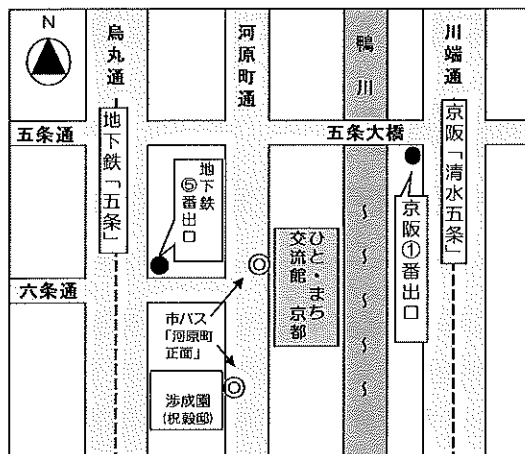 N
烏丸通
河原町通
鴨川
川端通
五条通
五条大橋
地下鉄「五条」
地下鉄
⑤番出口
京阪「清水五条」
京阪①番出口
ひと・まち
交流館 京都
六条通
市バス
「河原町
正面」
渉成園
(枳殻邸)